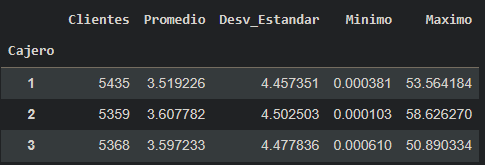 Clientes Promedio Desv_Estandar Minimo Maximo
Cajero
1 5435 3.519226 4.457351 0.000381 53.564184
2 5359 3.607782 4.502503 0.000103 58.626270
3 5368 3.597233 4.477836 0.000610 50.890334